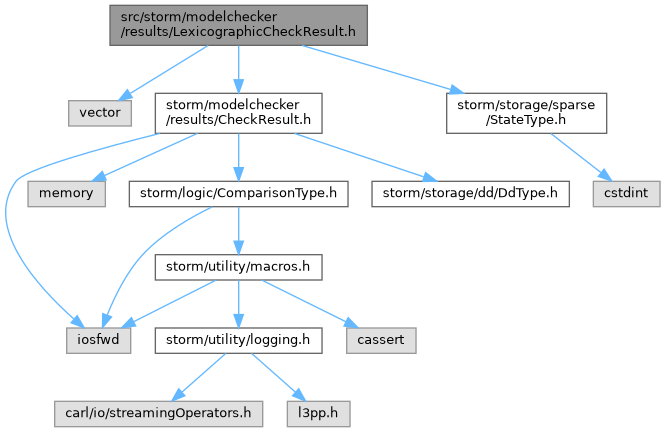 src/storm/modelchecker
/results/LexicographicCheckResult.h
vector
storm/modelchecker
/results/CheckResult.h
storm/storage/sparse
/StateType.h
memory
storm/logic/ComparisonType.h
storm/storage/dd/DdType.h
cstdint
storm/utility/macros.h
iosfwd
storm/utility/logging.h
cassert
carl/io/streamingOperators.h
l3pp.h